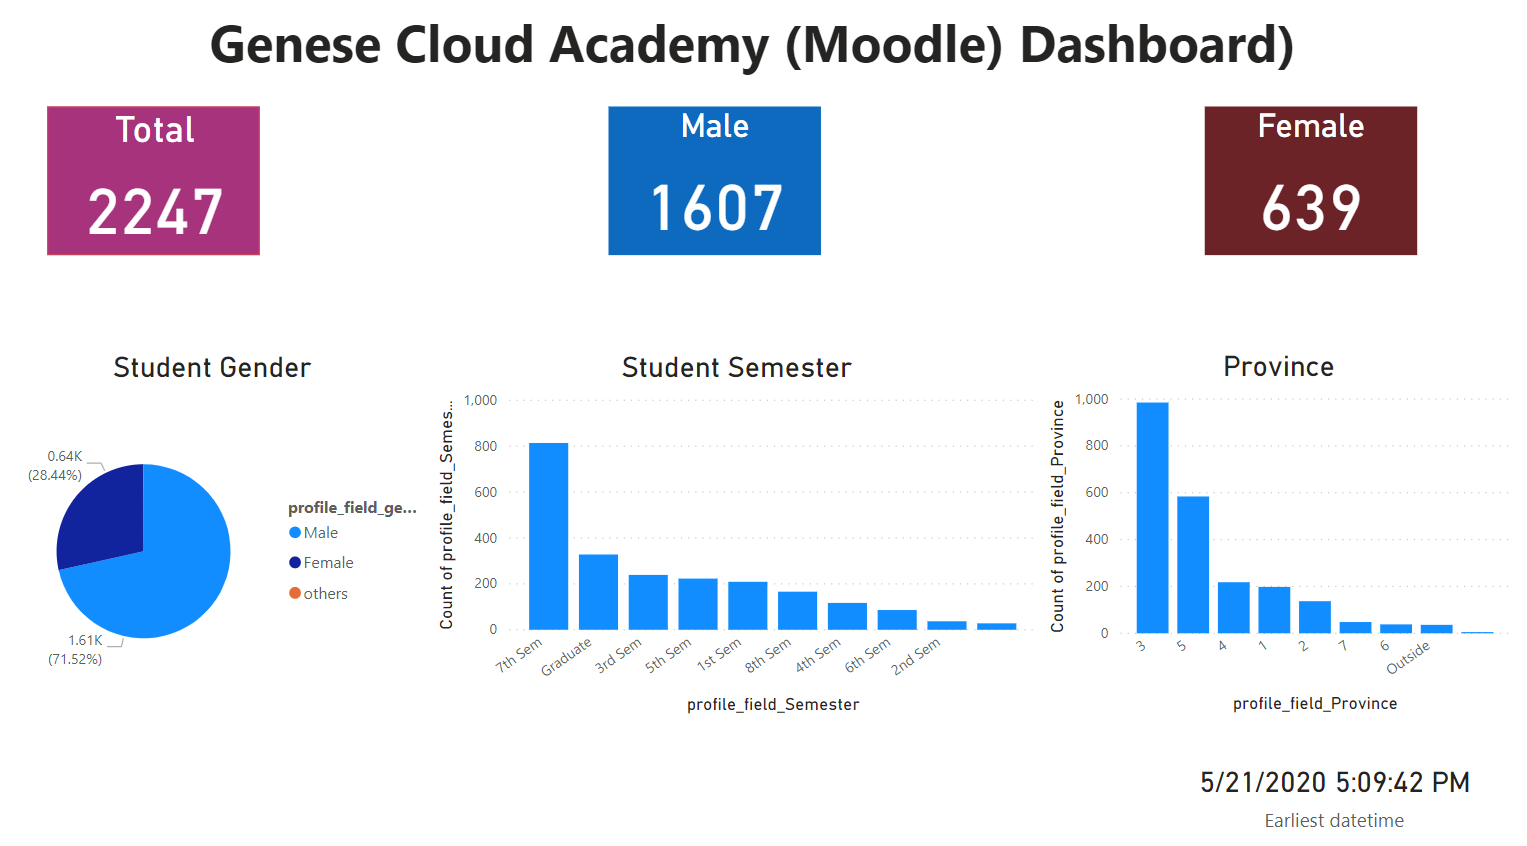 Genese Cloud Academy (Moodle) Dashboard)
Total
2247
Male
1607
Female
639
Student Gender
0.64K
(28.44%)
1.61K
(71.52%)
profile_field_ge...
Male
Female
others
Student Semester
Count of profile_field_Semes...
1,000
800
600
400
200
0
7th Sem
Graduate
3rd Sem
5th Sem
1st Sem
8th Sem
4th Sem
6th Sem
2nd Sem
profile_field_Semester
Province
Count of profile_field_Province
1,000
800
600
400
200
0
3
5
4
1
2
7
6
Outside
profile_field_Province
5/21/2020 5:09:42 PM
Earliest datetime